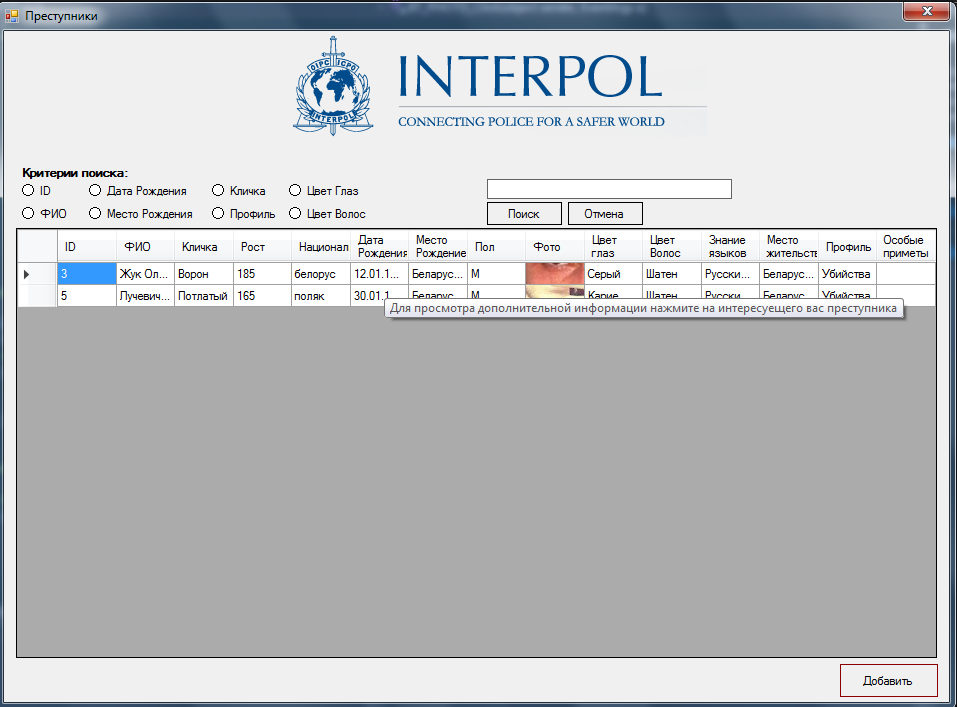 Преступники
OIPC ICPO
INTERPOL
INTERPOL
CONNECTING POLICE FOR A SAFER WORLD
Критерии поиска:
ID Дата Рождения Кличка Цвет Глаз
ФИО Место Рождения Профиль Цвет Волос
Поиск Отмена
ID ФИО Кличка Рост Национал Дата Рождения Место Рождение Пол Фото Цвет глаз Цвет Волос Знание языков Место жительств Профиль Особые приметы
3 Жук Ол... Ворон 185 белорус 12.01.1... Беларус... М Серый Шатен Русски... Беларус... Убийства
5 Лучевич... Потлатый 165 поляк 30.01.1... Беларус... М Карие Шатен Русски... Беларус... Убийства
Для просмотра дополнительной информации нажмите на интересуещего вас преступника
Добавить